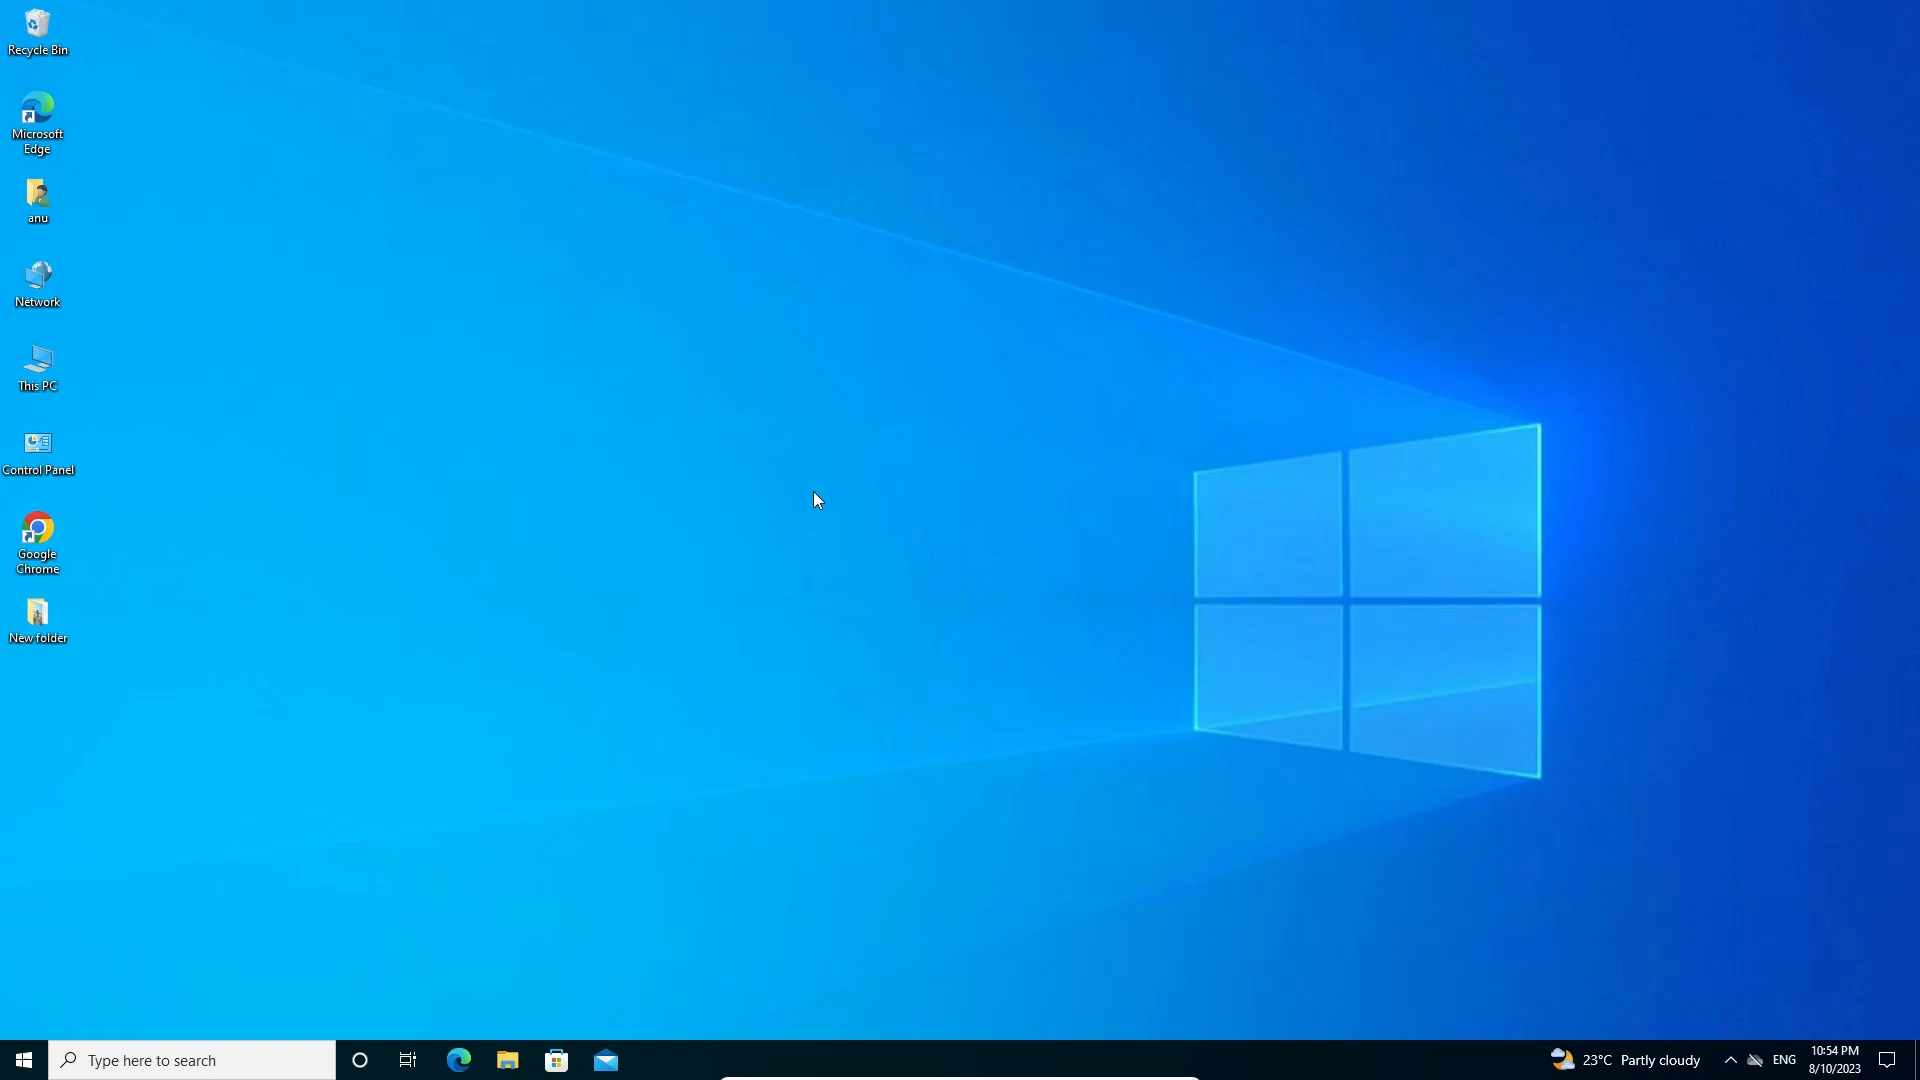 Recycle Bin
Microsoft
Edge
anu
Network
This PC
Control Panel
Google
Chrome
New folder
Type here to search
23°C Partly cloudy
ENG
10:54 PM
8/10/2023